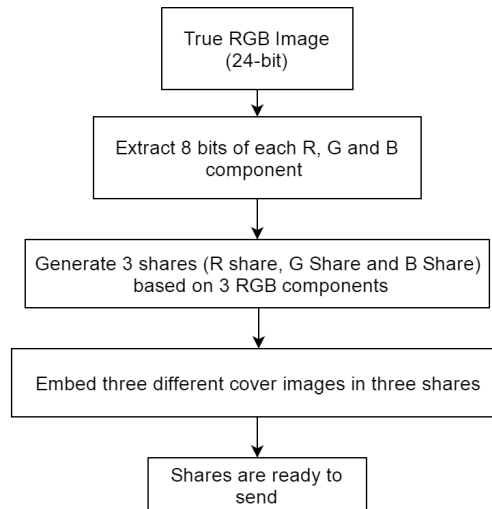 True RGB Image
(24-bit)
Extract 8 bits of each R, G and B
component
Generate 3 shares (R share, G Share and B Share)
based on 3 RGB components
Embed three different cover images in three shares
Shares are ready to
send